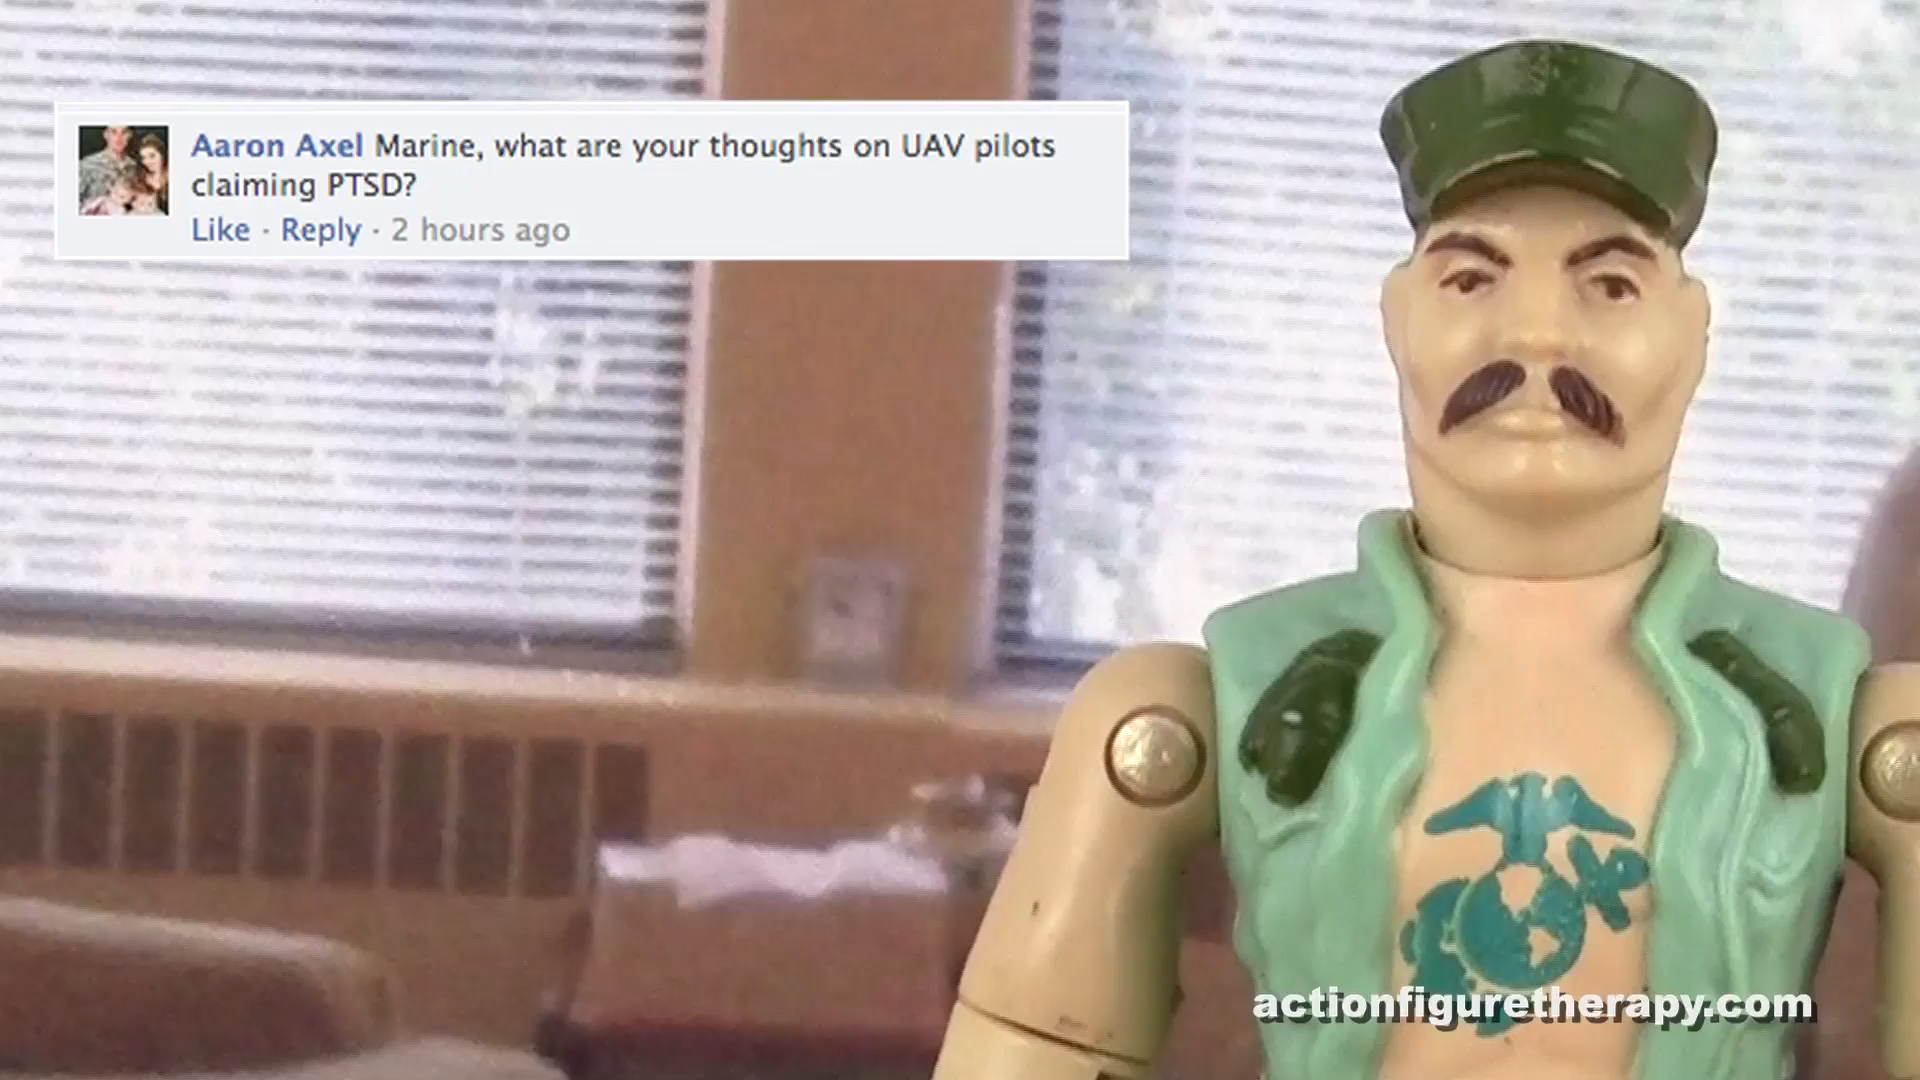 Aaron Axel Marine, what are your thoughts on UAV pilots
claiming PTSD?
Like · Reply · 2 hours ago
actionfiguretherapy.com